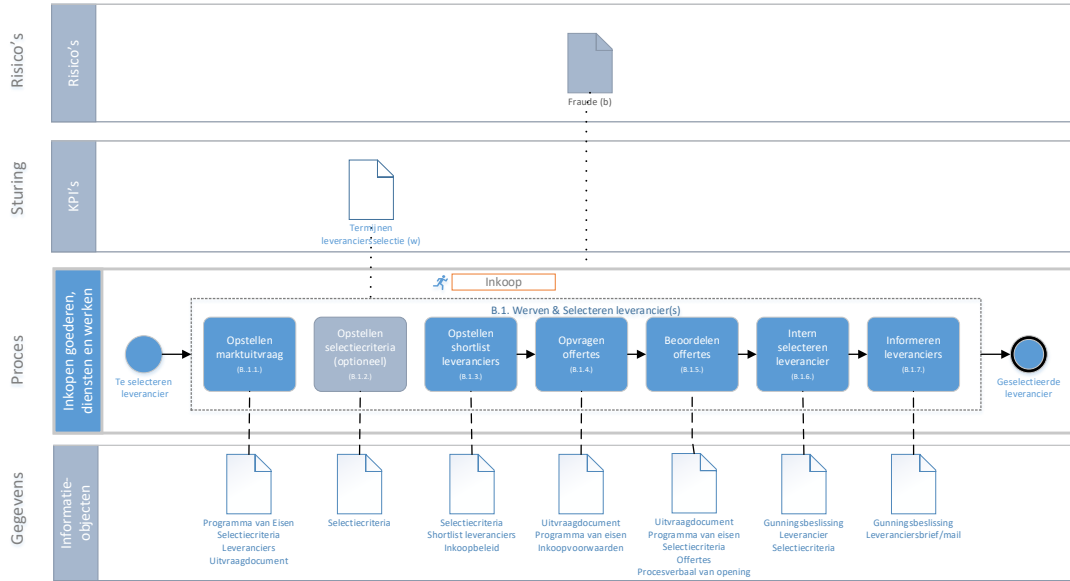 Risico's
Risico's
Fraude (b)
Sturing
KPI's
Termijnen
leveranciersselectie (w)
Proces
Inkopen goederen,
diensten en werken
Inkoop
B.1. Werven & Selecteren leverancier(s)
Te selecteren
leverancier
Opstellen
marktuitvraag
(B..1.1.)
Opstellen
selectiecriteria
(optioneel)
(B.1.2.)
Opstellen
shortlist
leveranciers
(B.1.3.)
Opvragen
offertes
(B.1.4.)
Beoordelen
offertes
(B.1.5.)
Intern
selecteren
leverancier
(B.1.6.)
Informeren
leveranciers
(B.1.7.)
Geselectieerde
leverancier
Gegevens
Informatie-
objecten
Programma van Eisen
Selectiecriteria
Leveranciers
Uitvraagdocument
Selectiecriteria
Selectiecriteria
Shortlist leveranciers
Inkoopbeleid
Uitvraagdocument
Programma van eisen
Inkoopvoorwaarden
Uitvraagdocument
Programma van eisen
Selectiecriteria
Offertes
Procesverbaal van opening
Gunningsbeslissing
Leverancier
Selectiecriteria
Gunningsbeslissing
Leveranciersbrief/mail